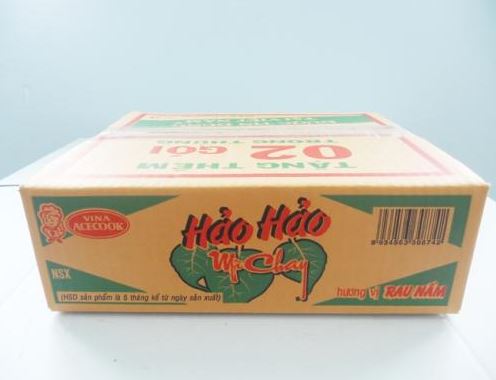 TẶNG THÊM
02 GÓI
TRONG THÙNG
VINA
ACECOOK
Hảo Hảo
Mì Chay
NSX
(HSD sản phẩm là 5 tháng kể từ ngày sản xuất)
hương vị RAU NẤM